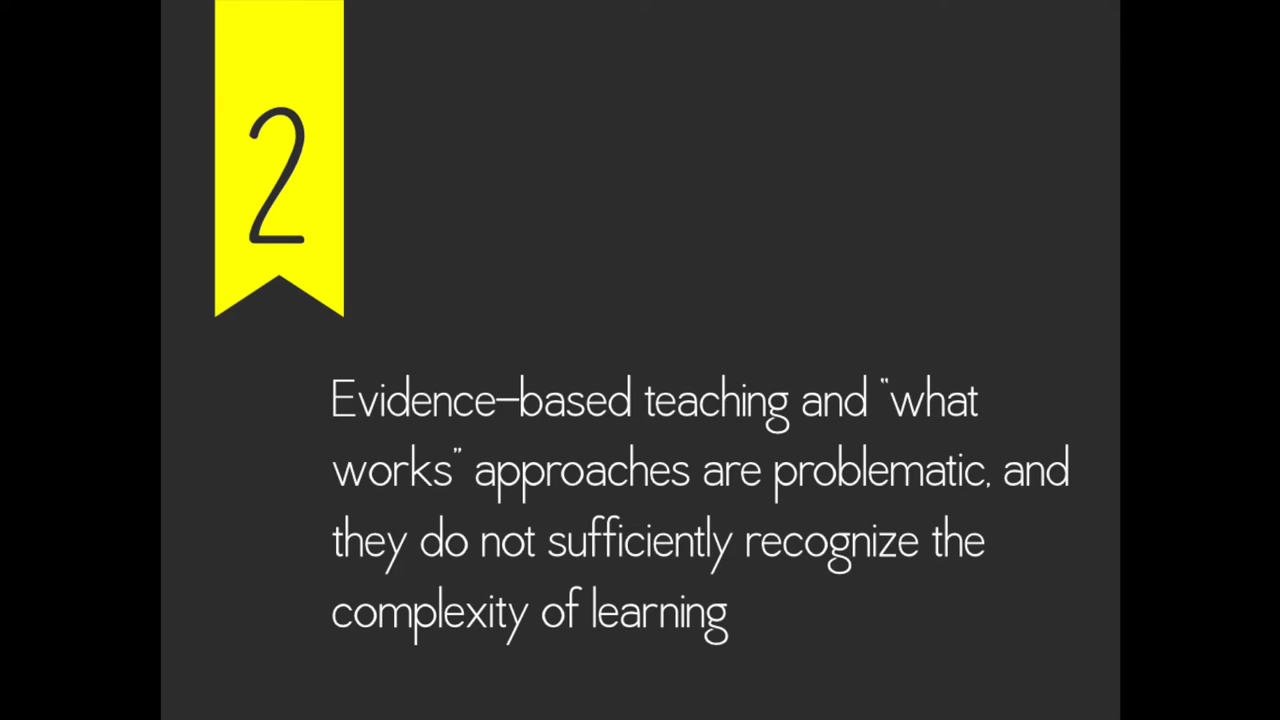 2
Evidence-based teaching and "what
works" approaches are problematic, and
they do not sufficiently recognize the
complexity of learning